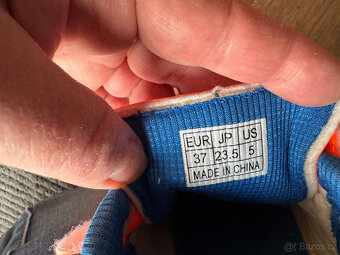 EUR JP US
37 23.5 5
MADE IN CHINA
Bazos.cz